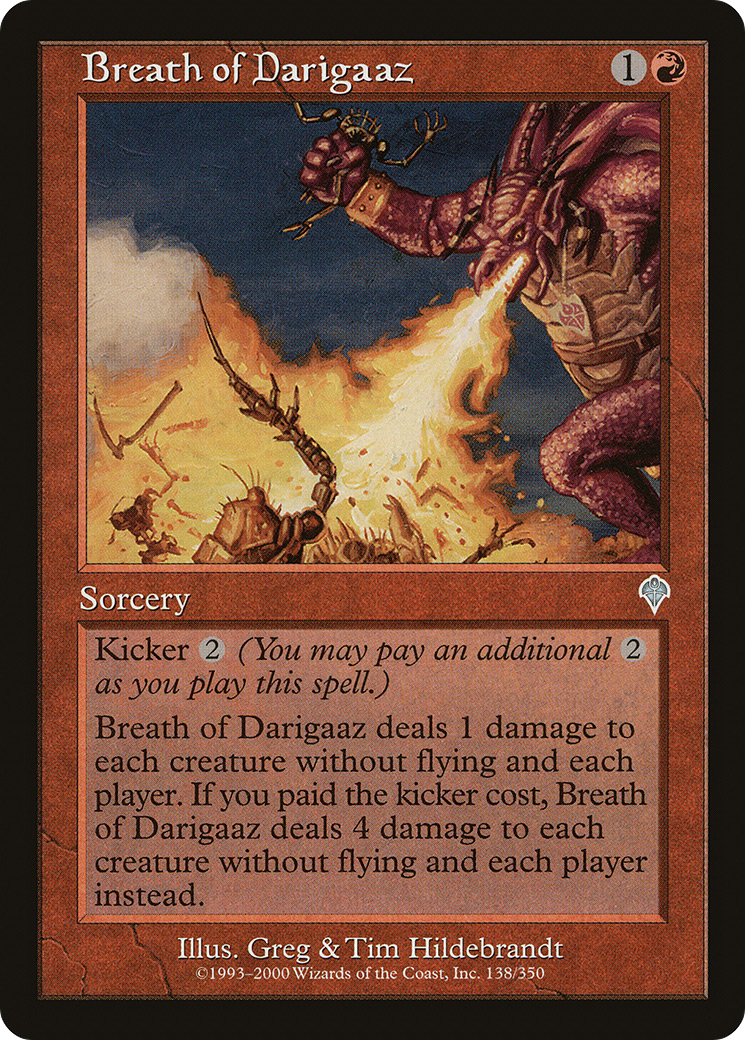 Breath of Darigaaz 1
Sorcery
Kicker 2 (You may pay an additional 2
as you play this spell.)
Breath of Darigaaz deals 1 damage to
each creature without flying and each
player. If you paid the kicker cost, Breath
of Darigaaz deals 4 damage to each
creature without flying and each player
instead.
Illus. Greg & Tim Hildebrandt
©1993–2000 Wizards of the Coast, Inc. 138/350